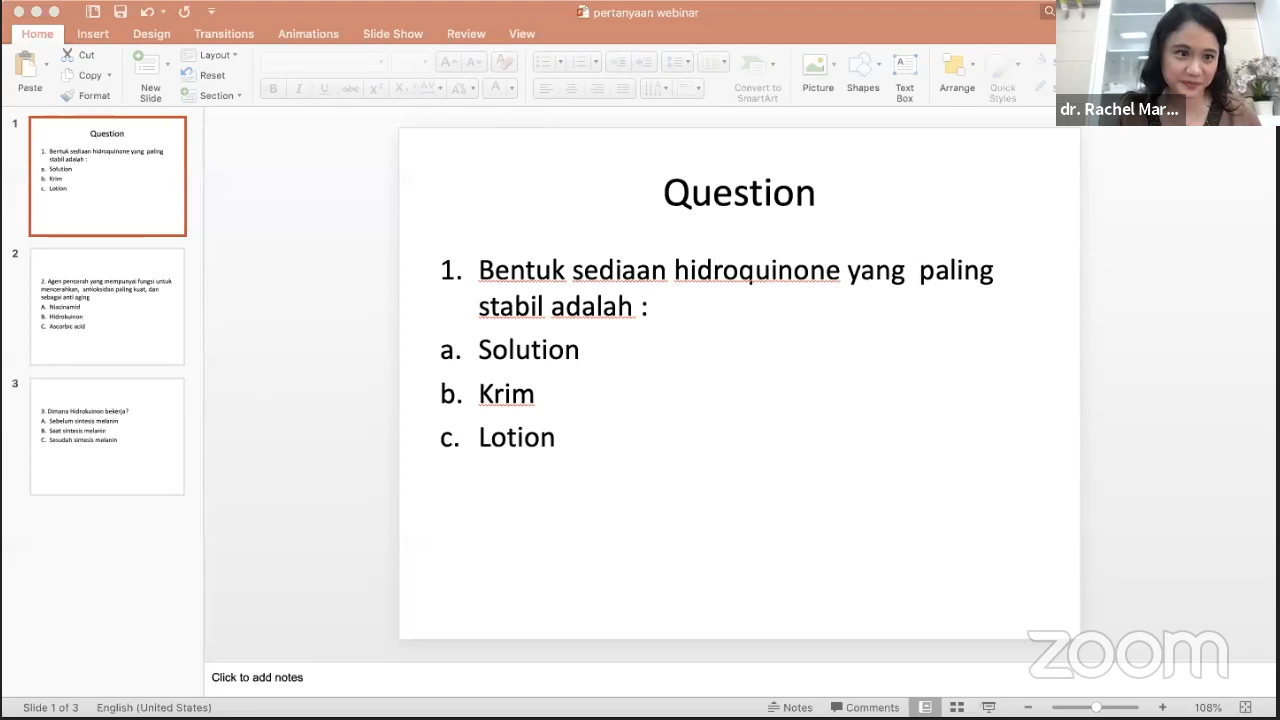 pertanyaan webinar
Home Insert Design Transitions Animations Slide Show Review View
Paste
Cut
Copy
Format
New
Slide
Layout
Reset
Section
Convert to
SmartArt
Picture
Shapes
Text
Box
Arrange
Quick
Styles
dr. Rachel Mar...
1
Question
1. Bentuk sediaan hidroquinone yang paling
stabil adalah :
a. Solution
b. Krim
c. Lotion
2
2. Agen pencerah yang mempunyai fungsi untuk
mencerahkan, antioksidan paling kuat, dan
sebagai anti aging
A. Niacinamid
B. Hidrokuinon
C. Ascorbic acid
3
3. Dimana Hidrokuinon bekerja?
A. Sebelum sintesis melanin
B. Saat sintesis melanin
C. Sesudah sintesis melanin
Question
1. Bentuk sediaan hidroquinone yang paling
stabil adalah :
a. Solution
b. Krim
c. Lotion
zoom
Click to add notes
Slide 1 of 3 English (United States) Notes Comments 108%